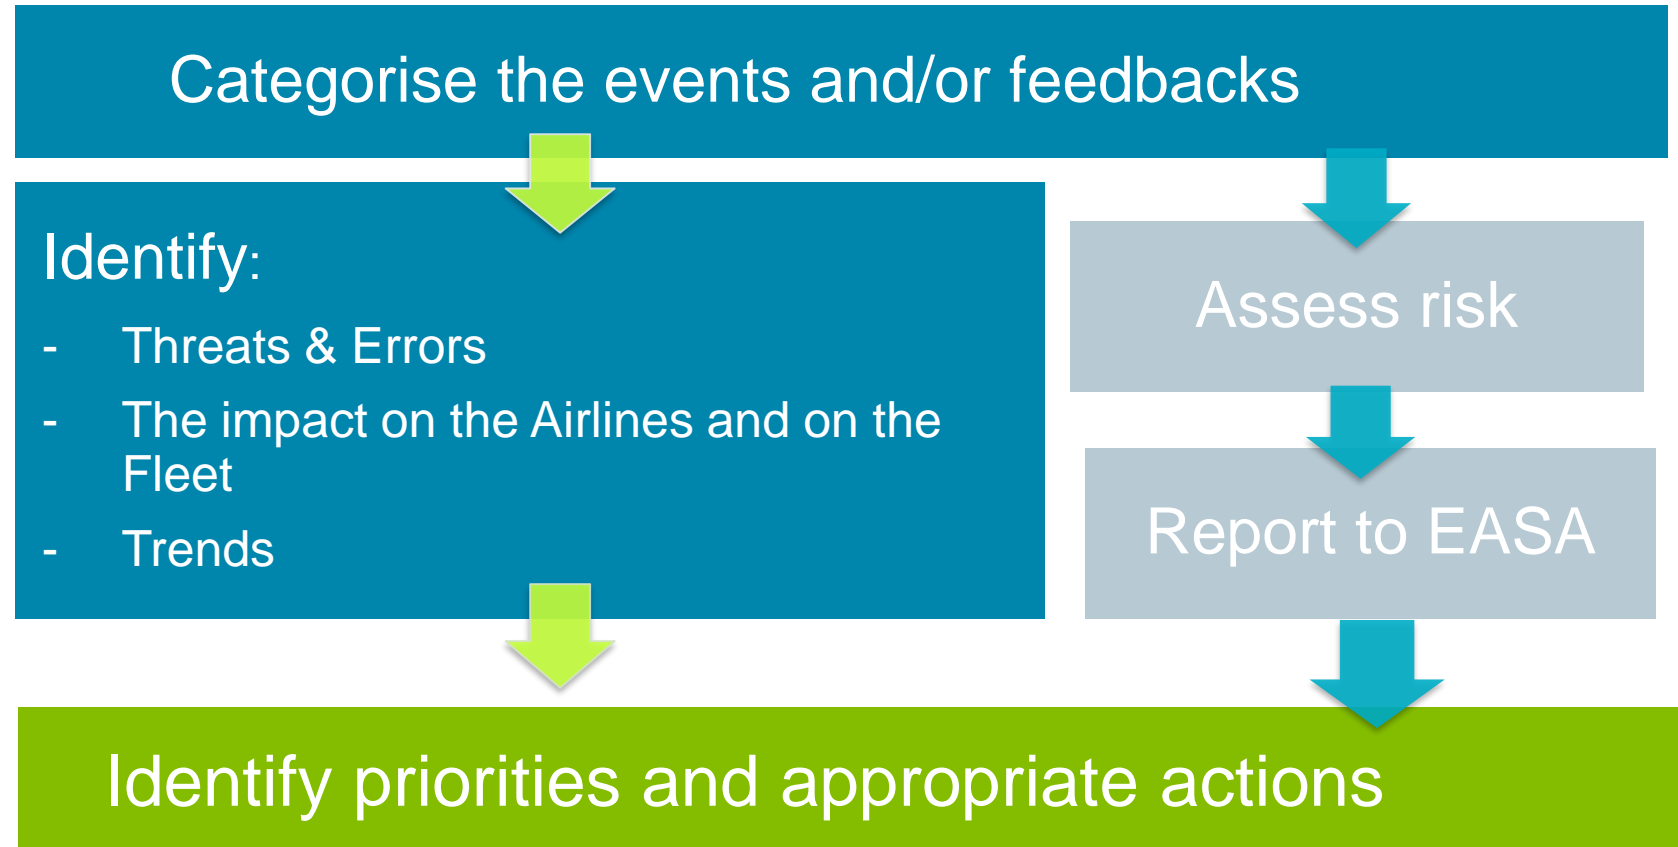 Categorise the events and/or feedbacks
Identify:
- Threats & Errors
- The impact on the Airlines and on the
Fleet
- Trends
Assess risk
Report to EASA
Identify priorities and appropriate actions